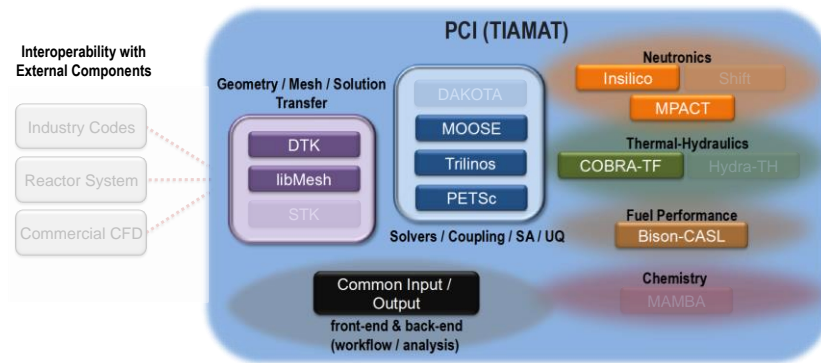 PCI (TIAMAT)
Interoperability with
External Components
Industry Codes
Reactor System
Commercial CFD
Geometry / Mesh / Solution
Transfer
DTK
libMesh
STK
DAKOTA
MOOSE
Trilinos
PETSc
Solvers / Coupling / SA / UQ
Common Input /
Output
front-end & back-end
(workflow / analysis)
Neutronics
Insilico
Shift
MPACT
Thermal-Hydraulics
COBRA-TF
Hydra-TH
Fuel Performance
Bison-CASL
Chemistry
MAMBA